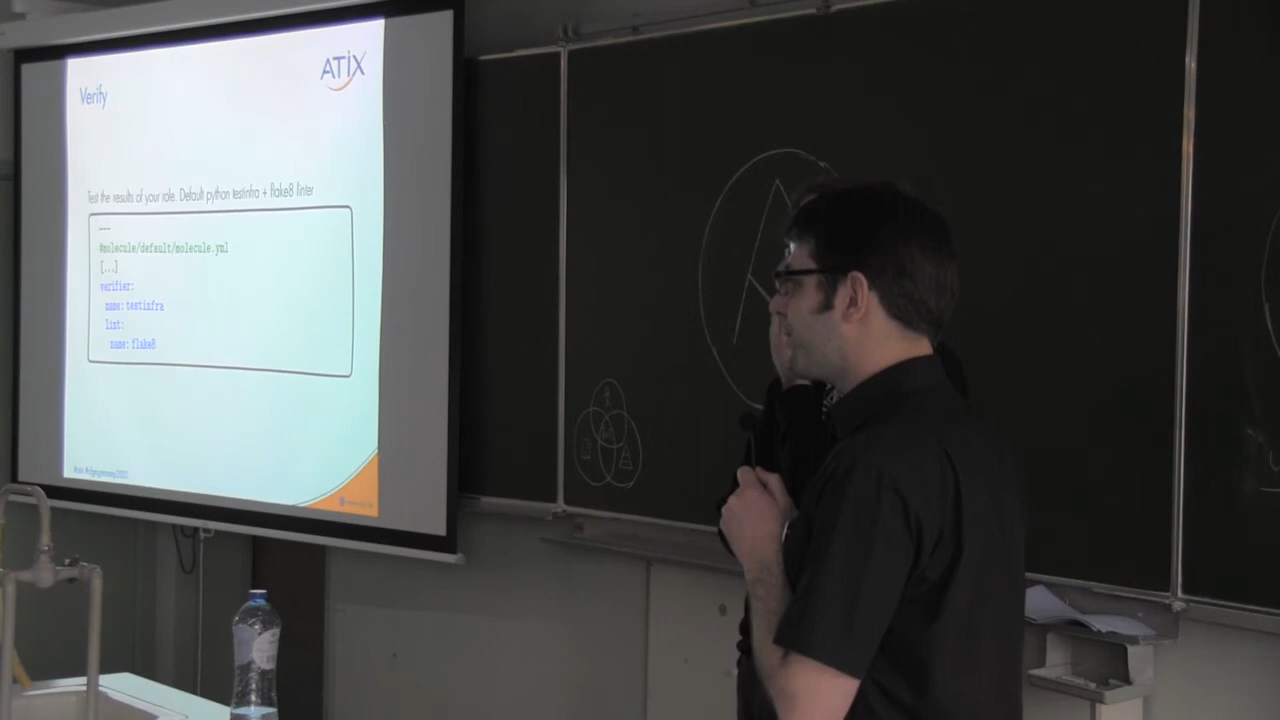 ATIX
Verify
Test the results of your role. Default python testinfra + flake8 linter
---
#molecule/default/molecule.yml
[...]
verifier:
name: testinfra
lint:
name: flake8